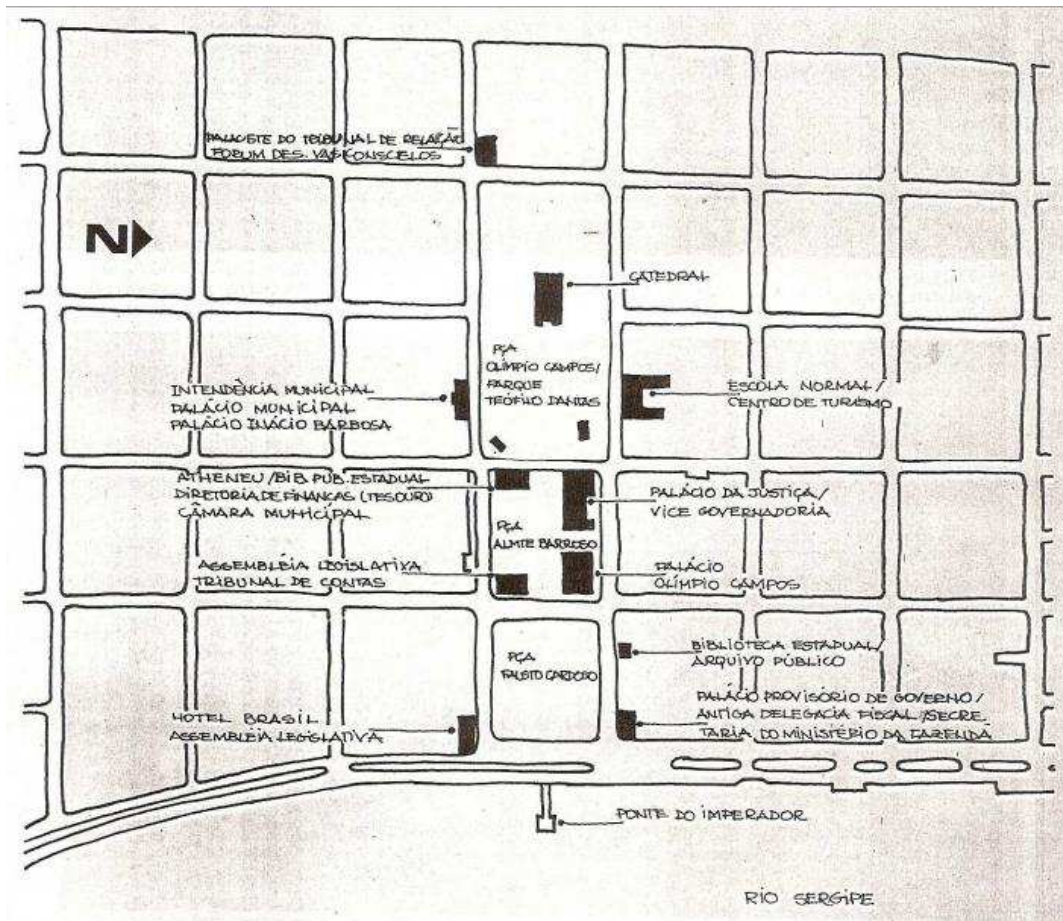 PALACETE DO TRIBUNAL DE RELAÇÃO
FORUM DES. VASCONSCELOS
N
CATEDRAL
PÇA
OLÍMPIO CAMPOS/
PARQUE
TEÓFILO DANTAS
INTENDÊNCIA MUNICIPAL
PALÁCIO MUNICIPAL
PALÁCIO INÁCIO BARBOSA
ESCOLA NORMAL/
CENTRO DE TURISMO
ATHENEU/BIB. PUB. ESTADUAL
DIRETORIA DE FINANÇAS (TESOURO)
CÂMARA MUNICIPAL
PALÁCIO DA JUSTIÇA/
VICE GOVERNADORIA
PÇA
ALMTE BARROSO
ASSEMBLÉIA LEGISLATIVA
TRIBUNAL DE CONTAS
PALÁCIO
OLÍMPIO CAMPOS
PÇA
FAUSTO CARDOSO
BIBLIOTECA ESTADUAL/
ARQUIVO PÚBLICO
PALÁCIO PROVISÓRIO DE GOVERNO/
ANTIGA DELEGACIA FISCAL/SECRE
TARIA DO MINISTÉRIO DA FAZENDA
HOTEL BRASIL
ASSEMBLEIA LEGISLATIVA
PONTE DO IMPERADOR
RIO SERGIPE